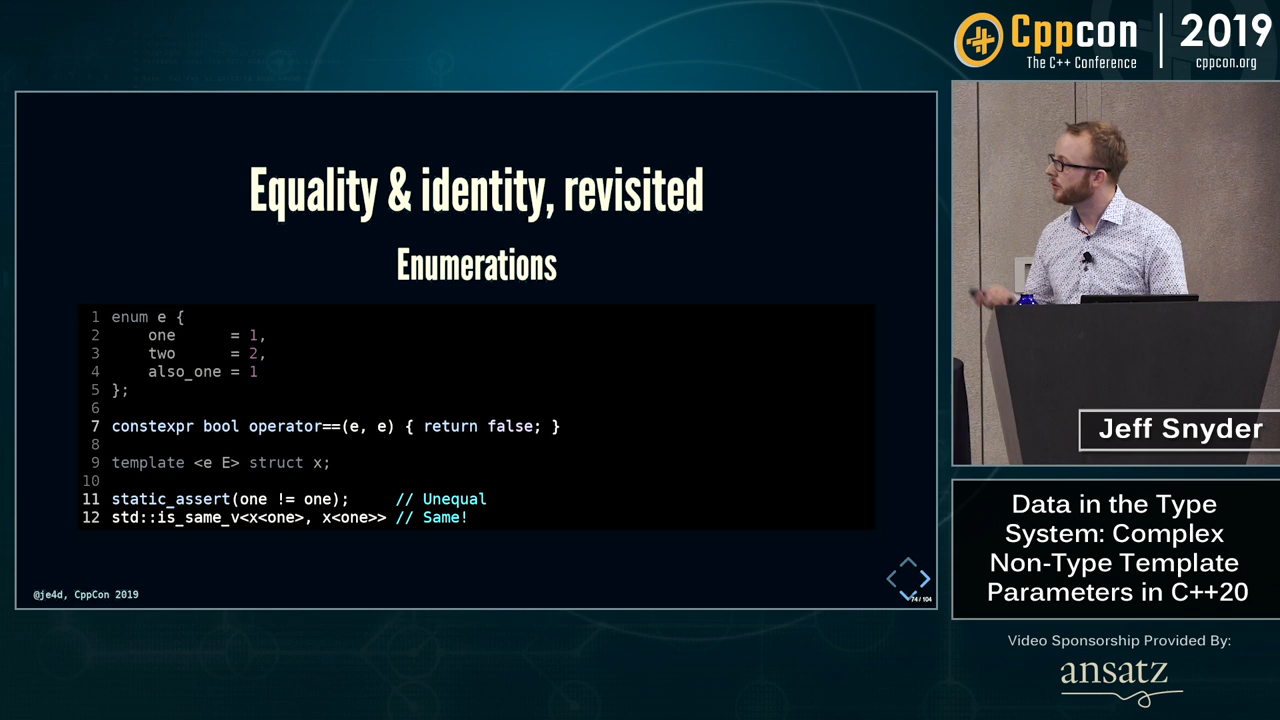 Cppcon | 2019
The C++ Conference
cppcon.org
Equality & identity, revisited
Enumerations
1 enum e {
2     one      = 1,
3     two      = 2,
4     also_one = 1
5 };
6
7 constexpr bool operator==(e, e) { return false; }
8
9 template <e E> struct x;
10
11 static_assert(one != one);     // Unequal
12 std::is_same_v<x<one>, x<one>> // Same!
@je4d, CppCon 2019
74 / 104
Jeff Snyder
Data in the Type
System: Complex
Non-Type Template
Parameters in C++20
Video Sponsorship Provided By:
ansatz